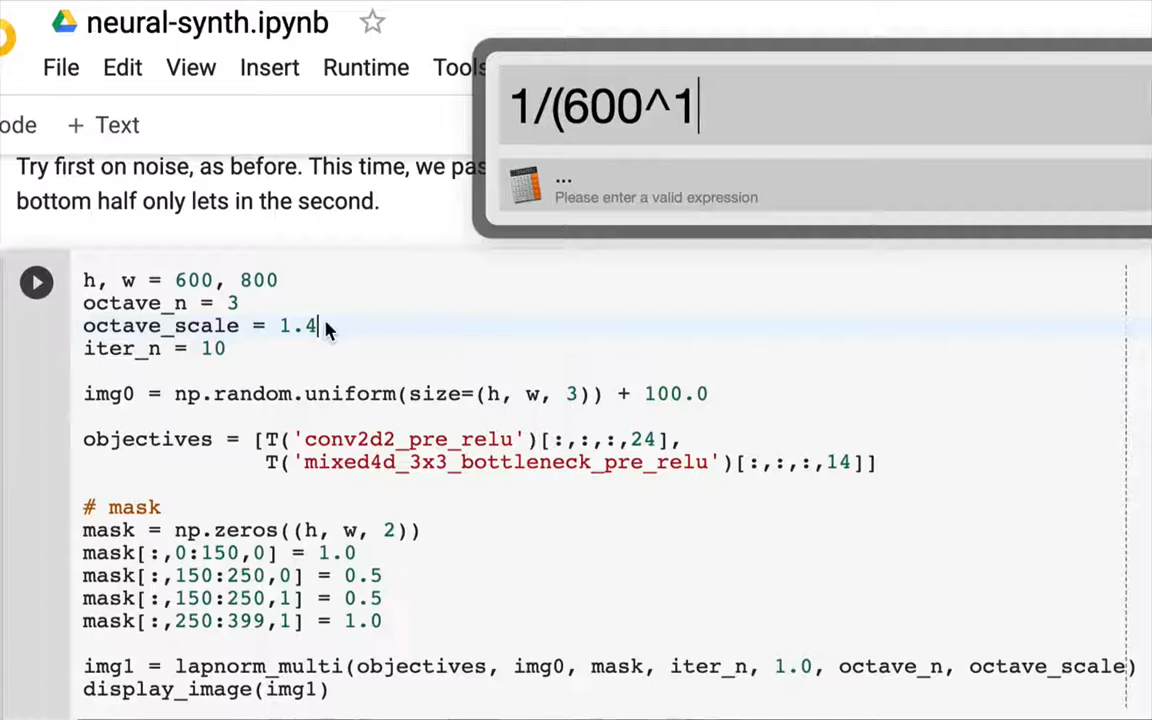 neural-synth.ipynb
File Edit View Insert Runtime Tools
1/(600^1
ode + Text
...
Please enter a valid expression
Try first on noise, as before. This time, we pas
bottom half only lets in the second.
h, w = 600, 800
octave_n = 3
octave_scale = 1.4
iter_n = 10
img0 = np.random.uniform(size=(h, w, 3)) + 100.0
objectives = [T('conv2d2_pre_relu')[:,:,:,24],
T('mixed4d_3x3_bottleneck_pre_relu')[:,:,:,14]]
# mask
mask = np.zeros((h, w, 2))
mask[:,0:150,0] = 1.0
mask[:,150:250,0] = 0.5
mask[:,150:250,1] = 0.5
mask[:,250:399,1] = 1.0
img1 = lapnorm_multi(objectives, img0, mask, iter_n, 1.0, octave_n, octave_scale)
display_image(img1)